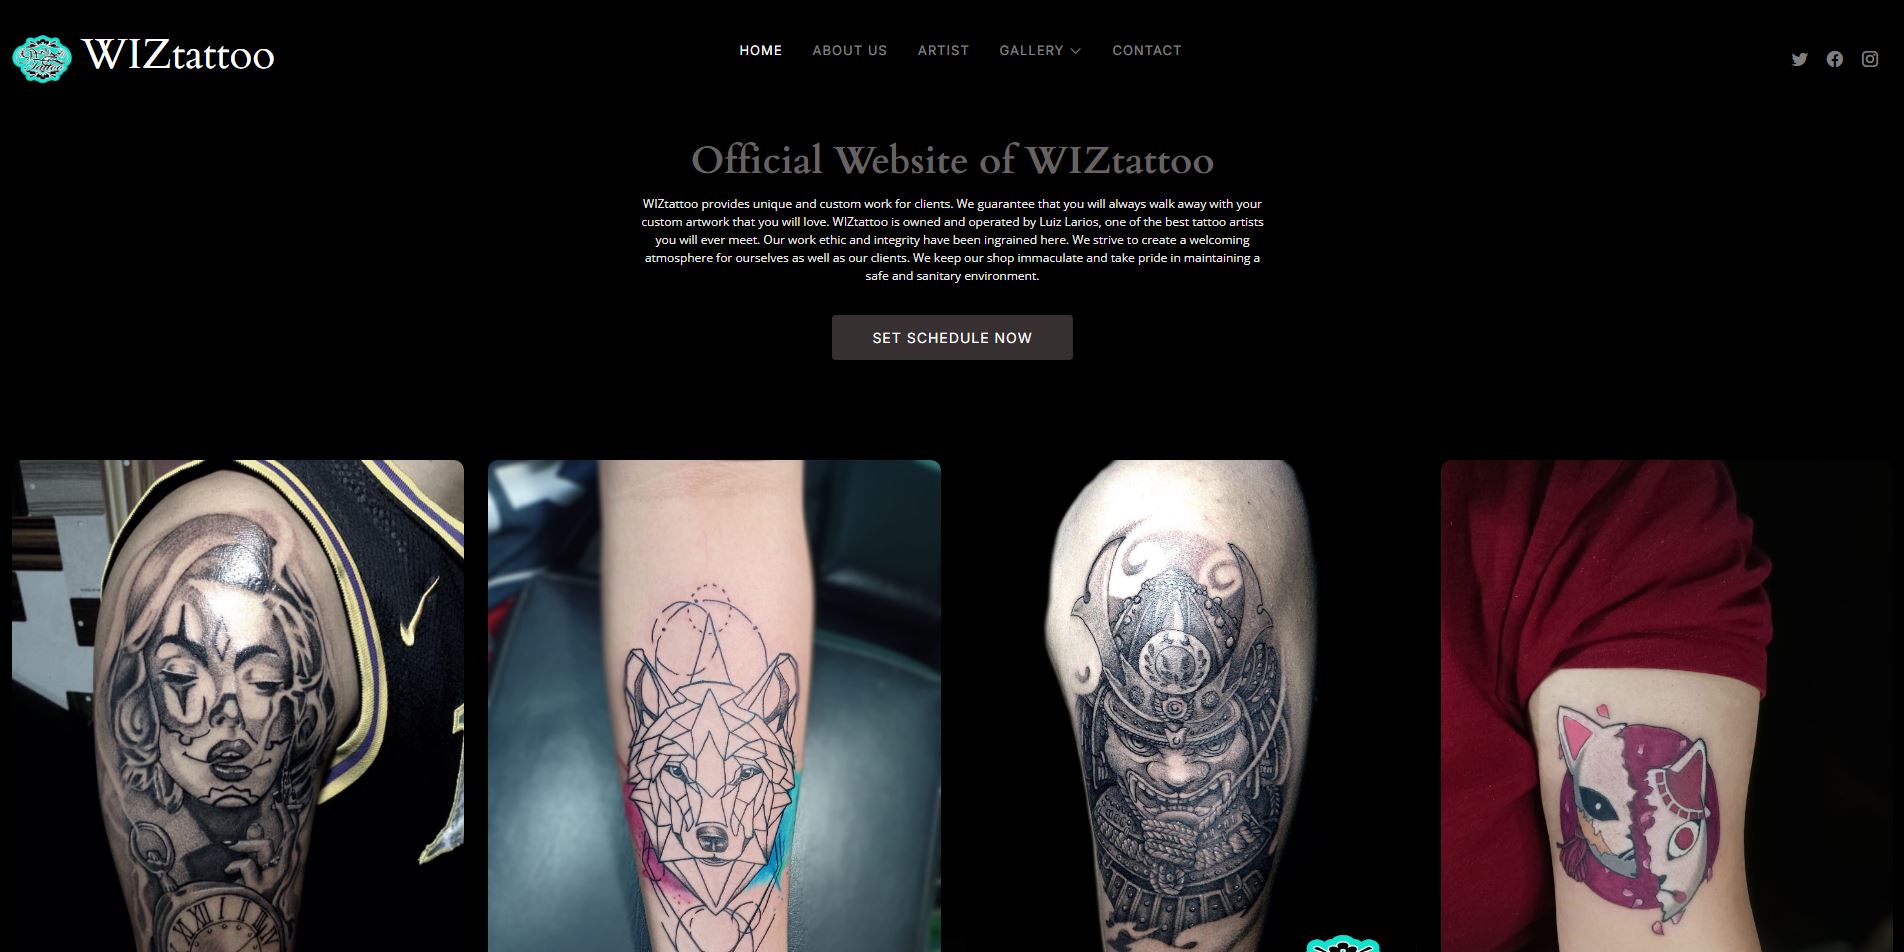 WIZtattoo
HOME ABOUT US ARTIST GALLERY CONTACT
Official Website of WIZtattoo
WIZtattoo provides unique and custom work for clients. We guarantee that you will always walk away with your
custom artwork that you will love. WIZtattoo is owned and operated by Luiz Larios, one of the best tattoo artists
you will ever meet. Our work ethic and integrity have been ingrained here. We strive to create a welcoming
atmosphere for ourselves as well as our clients. We keep our shop immaculate and take pride in maintaining a
safe and sanitary environment.
SET SCHEDULE NOW